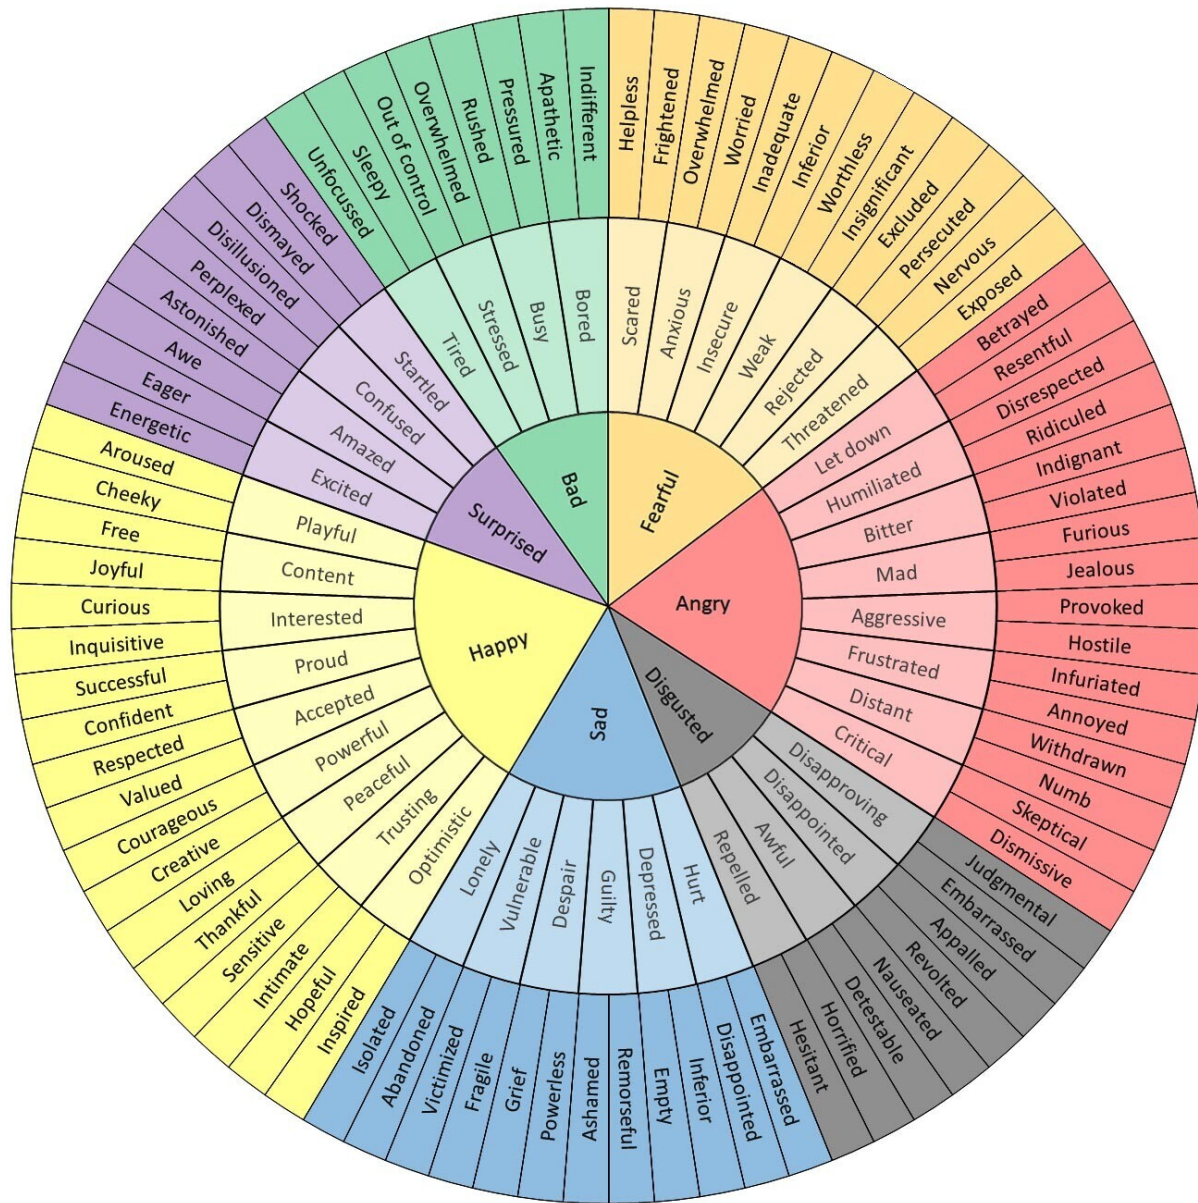 Fearful
Angry
Disgusted
Sad
Happy
Surprised
Bad
Scared
Anxious
Insecure
Weak
Rejected
Threatened
Let down
Humiliated
Bitter
Mad
Aggressive
Frustrated
Distant
Critical
Disapproving
Disappointed
Awful
Repelled
Hurt
Depressed
Guilty
Despair
Vulnerable
Lonely
Optimistic
Trusting
Peaceful
Powerful
Accepted
Proud
Interested
Content
Playful
Excited
Amazed
Confused
Startled
Tired
Stressed
Busy
Bored
Helpless
Frightened
Overwhelmed
Worried
Inadequate
Inferior
Worthless
Insignificant
Excluded
Persecuted
Nervous
Exposed
Betrayed
Resentful
Disrespected
Ridiculed
Indignant
Violated
Furious
Jealous
Provoked
Hostile
Infuriated
Annoyed
Withdrawn
Numb
Skeptical
Dismissive
Judgmental
Embarrassed
Appalled
Revolted
Nauseated
Detestable
Horrified
Hesitant
Embarrassed
Disappointed
Inferior
Empty
Remorseful
Ashamed
Powerless
Grief
Fragile
Victimized
Abandoned
Isolated
Inspired
Hopeful
Intimate
Sensitive
Thankful
Loving
Creative
Courageous
Valued
Respected
Confident
Successful
Inquisitive
Curious
Joyful
Free
Cheeky
Aroused
Energetic
Eager
Awe
Astonished
Perplexed
Disillusioned
Dismayed
Shocked
Unfocussed
Sleepy
Out of control
Overwhelmed
Rushed
Pressured
Apathetic
Indifferent